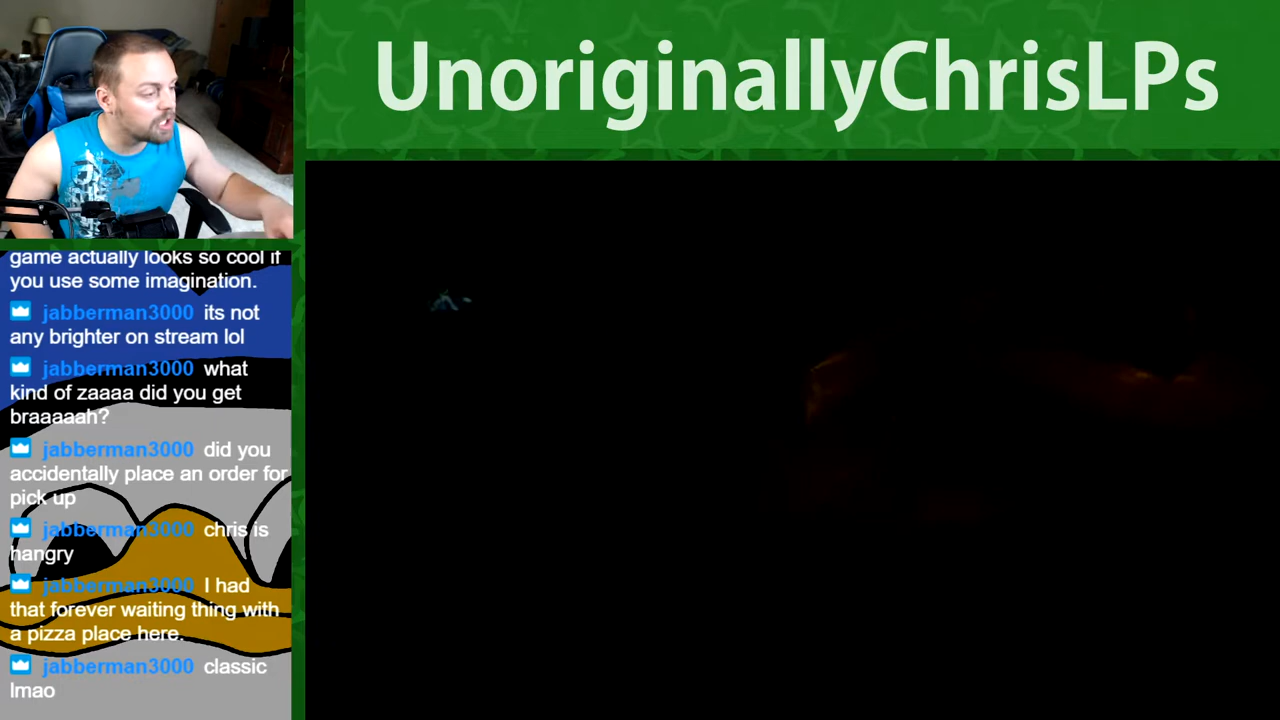 UnoriginallyChrisLPs
game actually looks so cool if
you use some imagination.
jabberman3000 its not
any brighter on stream lol
jabberman3000 what
kind of zaaaa did you get
braaaaah?
jabberman3000 did you
accidentally place an order for
pick up
jabberman3000 chris is
hangry
jabberman3000 I had
that forever waiting thing with
a pizza place here.
jabberman3000 classic
lmao